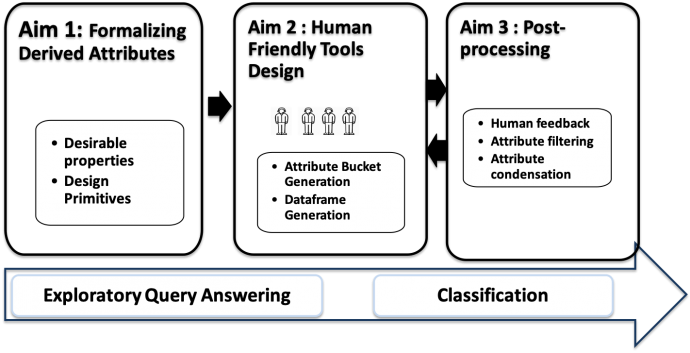 Aim 1: Formalizing
Derived Attributes
• Desirable
properties
• Design
Primitives
Aim 2 : Human
Friendly Tools
Design
• Attribute Bucket
Generation
• Dataframe
Generation
Aim 3 : Post-
processing
• Human feedback
• Attribute filtering
• Attribute
condensation
Exploratory Query Answering
Classification